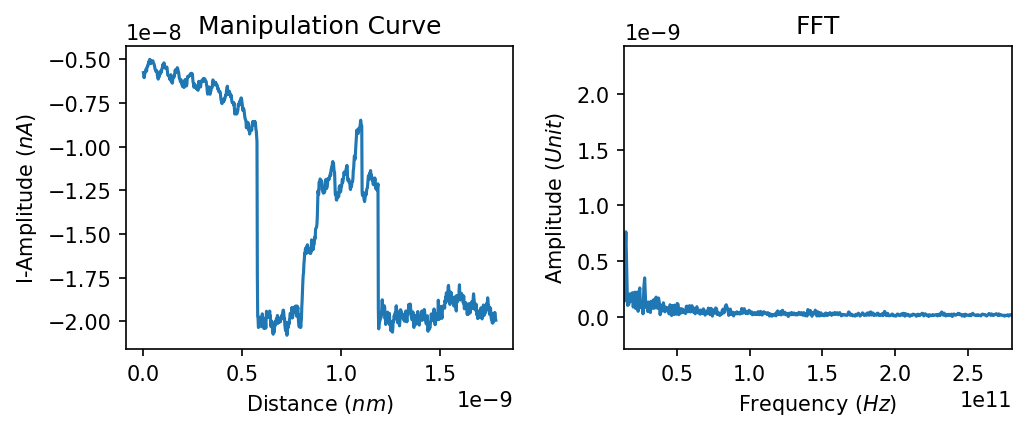 Manipulation Curve
1e−8
I-Amplitude (nA)
−0.50
−0.75
−1.00
−1.25
−1.50
−1.75
−2.00
0.0 0.5 1.0 1.5
1e−9
Distance (nm)
FFT
1e−9
Amplitude (Unit)
2.0
1.5
1.0
0.5
0.0
0.5 1.0 1.5 2.0 2.5
1e11
Frequency (Hz)